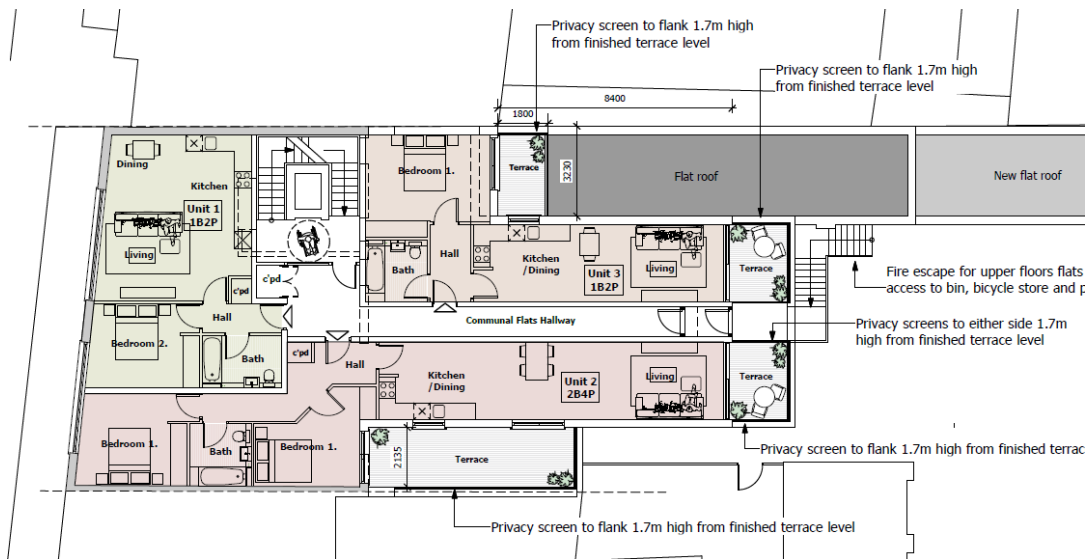 Privacy screen to flank 1.7m high
from finished terrace level
Privacy screen to flank 1.7m high
from finished terrace level
8400
1800
3230
Terrace
Flat roof
New flat roof
Dining
Kitchen
Unit 1
1B2P
Living
c'pd
c'pd
Hall
Bedroom 2.
Bath
Bedroom 1.
Bath
Hall
Kitchen
/Dining
Unit 3
1B2P
Living
Terrace
Fire escape for upper floors flats
access to bin, bicycle store and p
Communal Flats Hallway
Privacy screens to either side 1.7m
high from finished terrace level
c'pd
Hall
Kitchen
/Dining
Unit 2
2B4P
Living
Terrace
Bedroom 1.
Bath
Bedroom 1.
2135
Terrace
Privacy screen to flank 1.7m high from finished terrac
Privacy screen to flank 1.7m high from finished terrace level